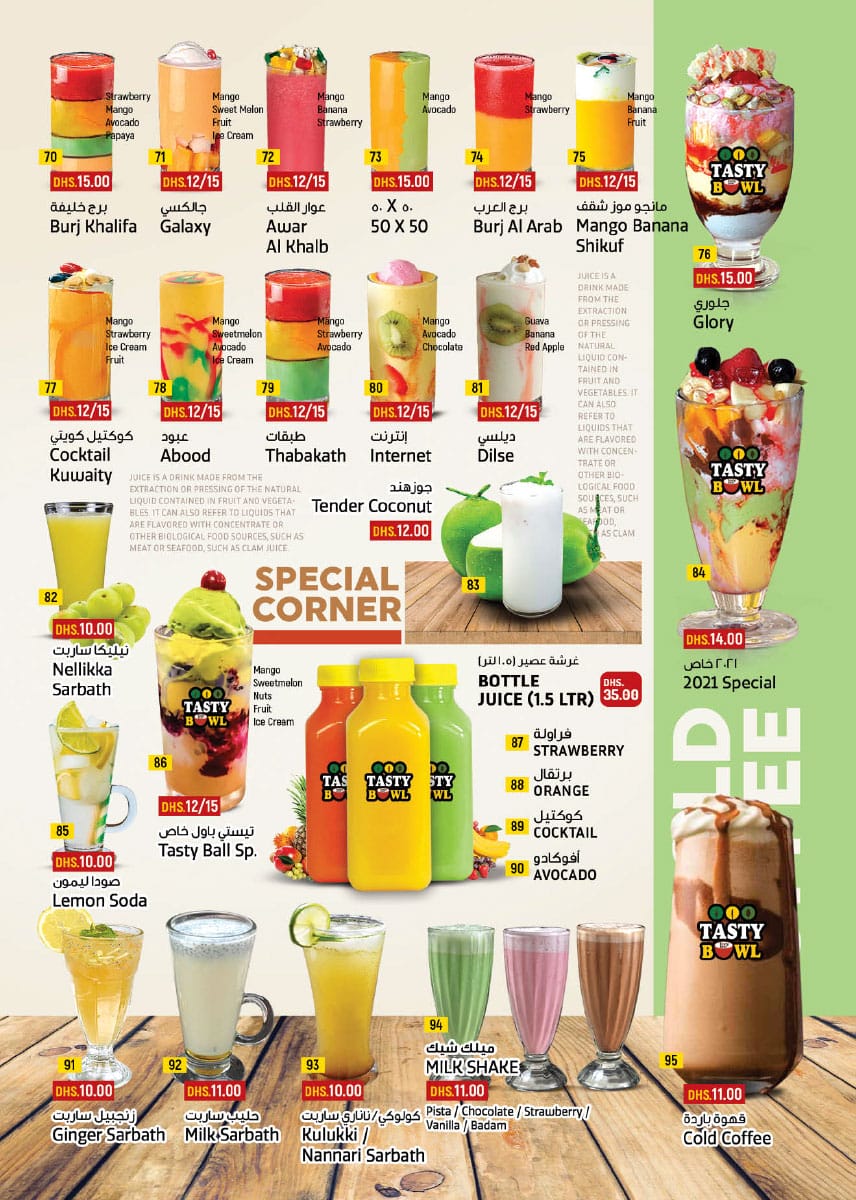 Strawberry
Mango
Avocado
Papaya
70
DHS.15.00
برج خليفة
Burj Khalifa
Mango
Sweet Melon
Fruit
Ice Cream
71
DHS.12/15
جالكسي
Galaxy
Mango
Banana
Strawberry
72
DHS.12/15
عوار القلب
Awar
Al Khalb
Mango
Avocado
73
DHS.12/15
٥٠ X ٥٠
50 X 50
Mango
Strawberry
74
DHS.12/15
برج العرب
Burj Al Arab
Mango
Banana
Fruit
75
DHS.12/15
مانجو موز شقف
Mango Banana
Shikuf
TASTY
BOWL
76
DHS.15.00
جلوري
Glory
Mango
Strawberry
Ice Cream
Fruit
77
DHS.12/15
كوكتيل كويتي
Cocktail
Kuwaity
Mango
Sweetmelon
Avocado
Ice Cream
78
DHS.12/15
عبود
Abood
Mango
Strawberry
Avocado
79
DHS.12/15
طبقات
Thabakath
Mango
Avocado
Chocolate
80
DHS.12/15
إنترنت
Internet
Guava
Banana
Red Apple
81
DHS.12/15
ديلسي
Dilse
JUICE IS A
DRINK MADE
FROM THE
EXTRACTION
OR PRESSING
OF THE
NATURAL
LIQUID CON-
TAINED IN
FRUIT AND
VEGETABLES. IT
CAN ALSO
REFER TO
LIQUIDS THAT
ARE FLAVORED
WITH CONCEN-
TRATE OR
OTHER BIO-
LOGICAL FOOD
SOURCES, SUCH
AS MEAT OR
SEAFOOD,
AS CLAM
JUICE IS A DRINK MADE FROM THE
EXTRACTION OR PRESSING OF THE NATURAL
LIQUID CONTAINED IN FRUIT AND VEGETA-
BLES. IT CAN ALSO REFER TO LIQUIDS THAT
ARE FLAVORED WITH CONCENTRATE OR
OTHER BIOLOGICAL FOOD SOURCES, SUCH AS
MEAT OR SEAFOOD, SUCH AS CLAM JUICE.
جوزهند
Tender Coconut
DHS.12.00
83
TASTY
BOWL
84
DHS.14.00
٢٠٢١ خاص
2021 Special
82
DHS.10.00
نيليكا ساربت
Nellikka
Sarbath
SPECIAL
CORNER
Mango
Sweetmelon
Nuts
Fruit
Ice Cream
TASTY
BOWL
86
DHS.12/15
تيستي باول خاص
Tasty Ball Sp.
85
DHS.10.00
صودا ليمون
Lemon Soda
TASTY
BOWL
غرشة عصير (١.٥ لتر)
BOTTLE
JUICE (1.5 LTR)
DHS.
35.00
87
فراولة
STRAWBERRY
88
برتقال
ORANGE
89
كوكتيل
COCKTAIL
90
أفوكادو
AVOCADO
TASTY
BOWL
95
DHS.11.00
قهوة باردة
Cold Coffee
91
DHS.10.00
زنجبيل ساربت
Ginger Sarbath
92
DHS.11.00
حليب ساربت
Milk Sarbath
93
DHS.10.00
كولوكي/ناناري ساربت
Kulukki /
Nannari Sarbath
94
ميلك شيك
MILK SHAKE
DHS.11.00
Pista / Chocolate / Strawberry /
Vanilla / Badam